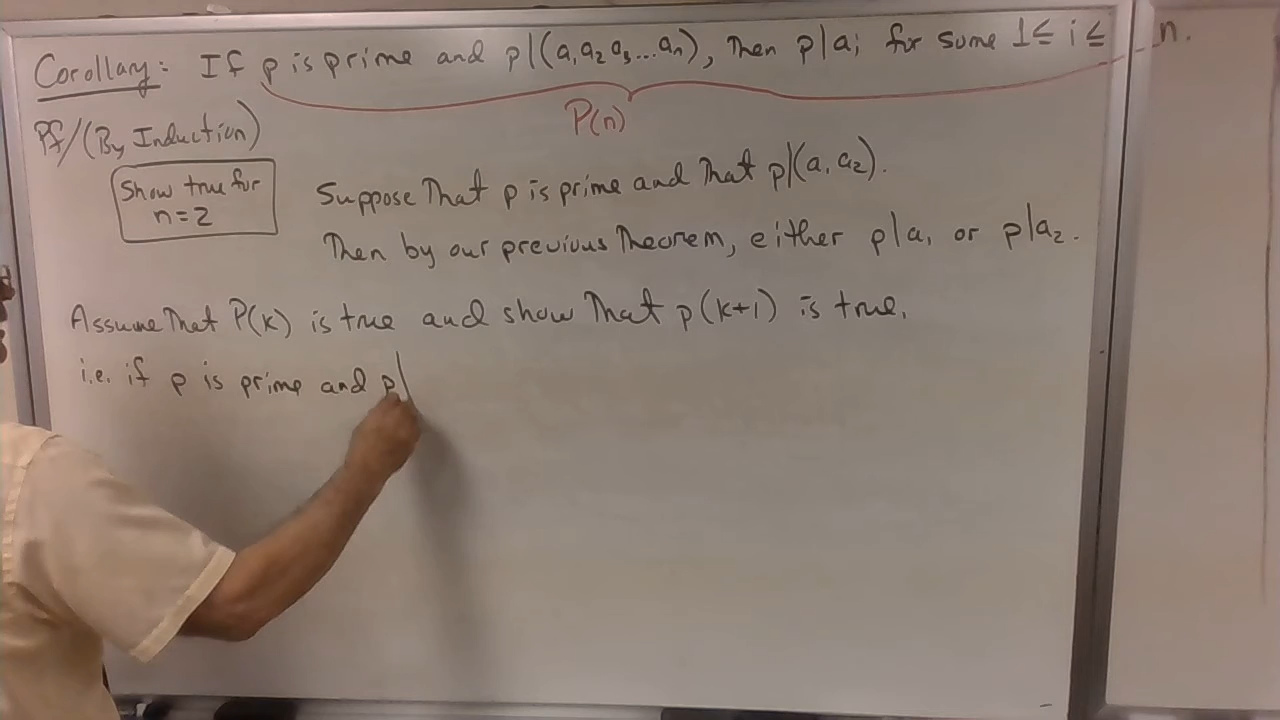 Corollary: If p is prime and p|(a₁a₂a₃...aₙ), Then p|aᵢ for some 1≤ i ≤ n.
P(n)
Pf/(By Induction)
Show true for
n=2
Suppose That p is prime and That p|(a₁a₂).
Then by our previous Theorem, either p|a₁ or p|a₂.
Assume That P(k) is true and show That p(k+1) is true.
i.e. if p is prime and p|